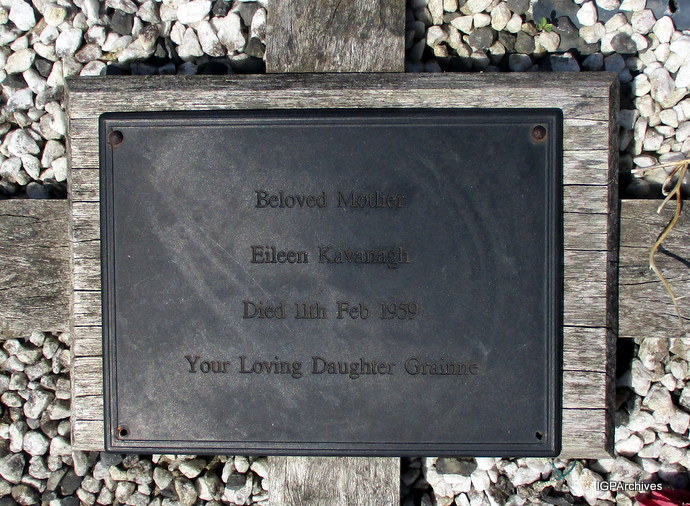 Beloved Mother
Eileen Kavanagh
Died 11th Feb 1959
Your Loving Daughter Grainne
IGPArchives